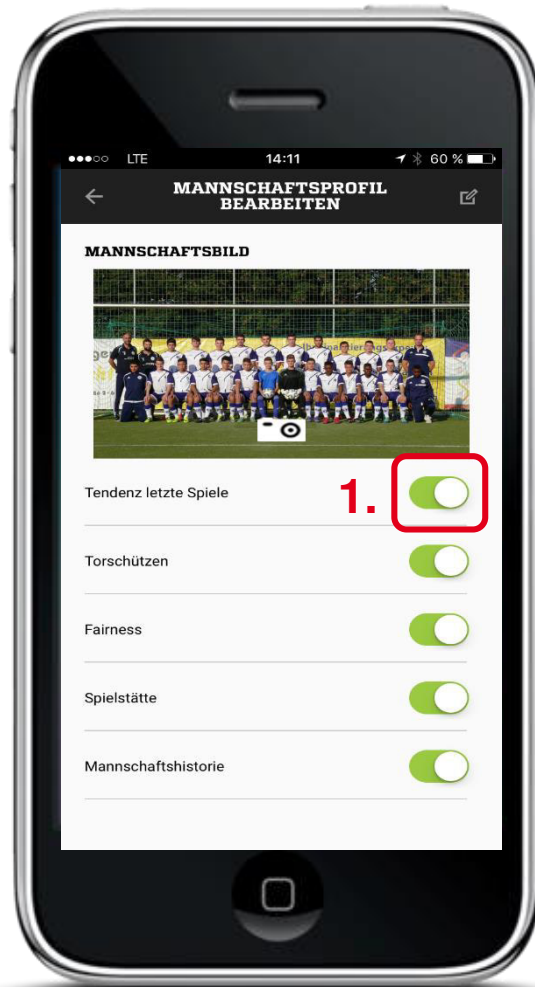 LTE 14:11 60 %
MANNSCHAFTSPROFIL
BEARBEITEN
MANNSCHAFTSBILD
Tendenz letzte Spiele 1.
Torschützen
Fairness
Spielstätte
Mannschaftshistorie